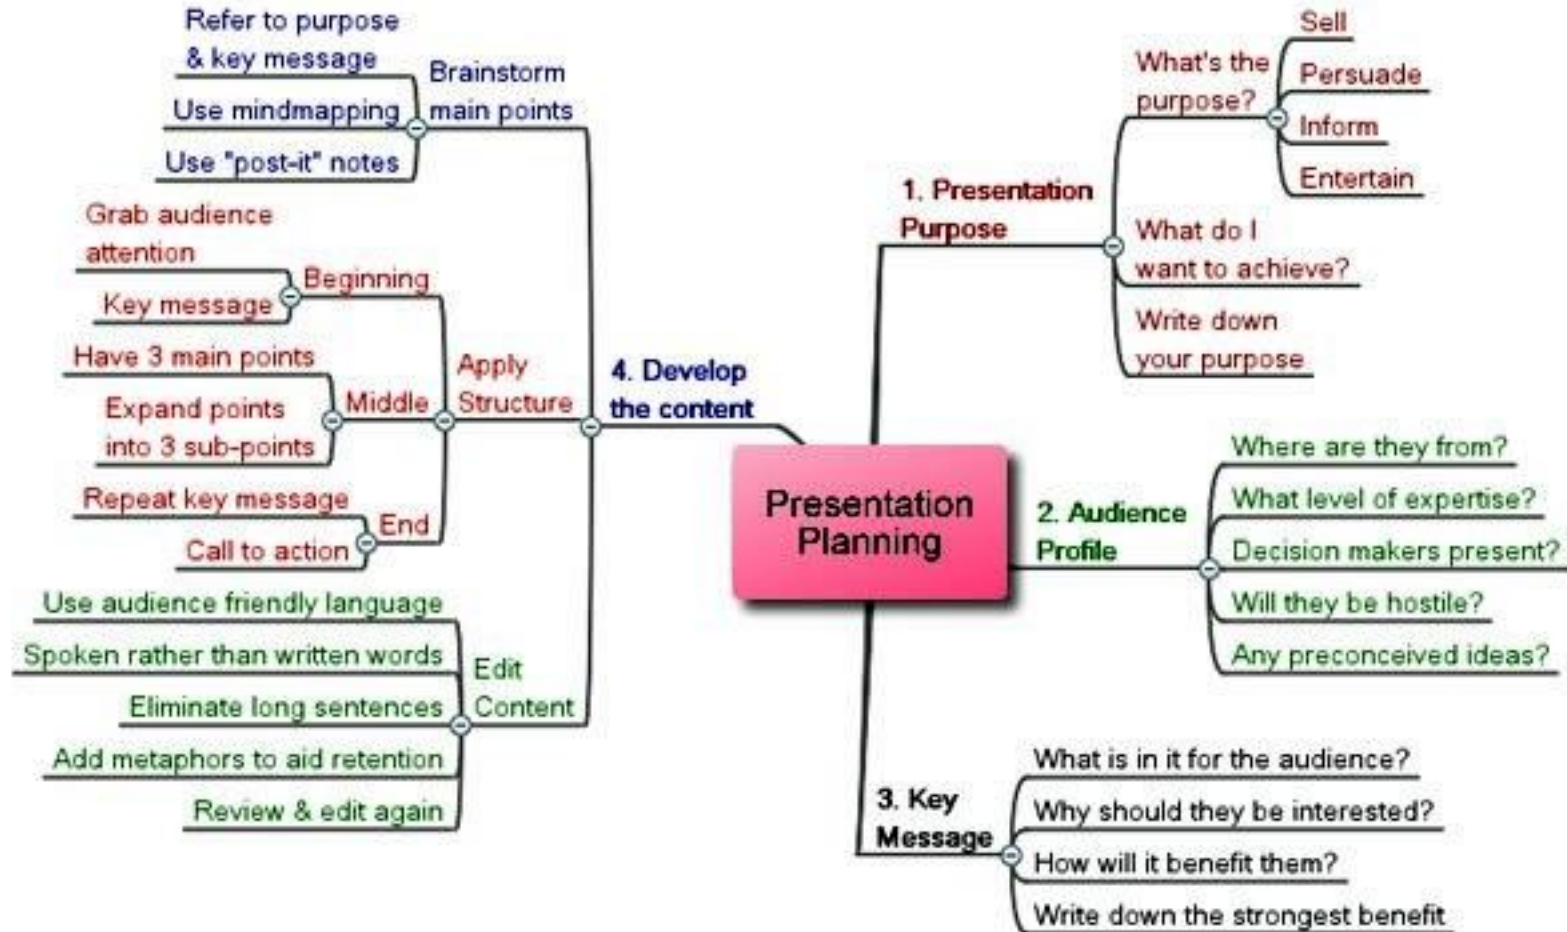 Presentation
Planning
1. Presentation
Purpose
What's the
purpose?
Sell
Persuade
Inform
Entertain
What do I
want to achieve?
Write down
your purpose
2. Audience
Profile
Where are they from?
What level of expertise?
Decision makers present?
Will they be hostile?
Any preconceived ideas?
3. Key
Message
What is in it for the audience?
Why should they be interested?
How will it benefit them?
Write down the strongest benefit
4. Develop
the content
Brainstorm
main points
Refer to purpose
& key message
Use mindmapping
Use "post-it" notes
Apply
Structure
Beginning
Grab audience
attention
Key message
Middle
Have 3 main points
Expand points
into 3 sub-points
End
Repeat key message
Call to action
Edit
Content
Use audience friendly language
Spoken rather than written words
Eliminate long sentences
Add metaphors to aid retention
Review & edit again